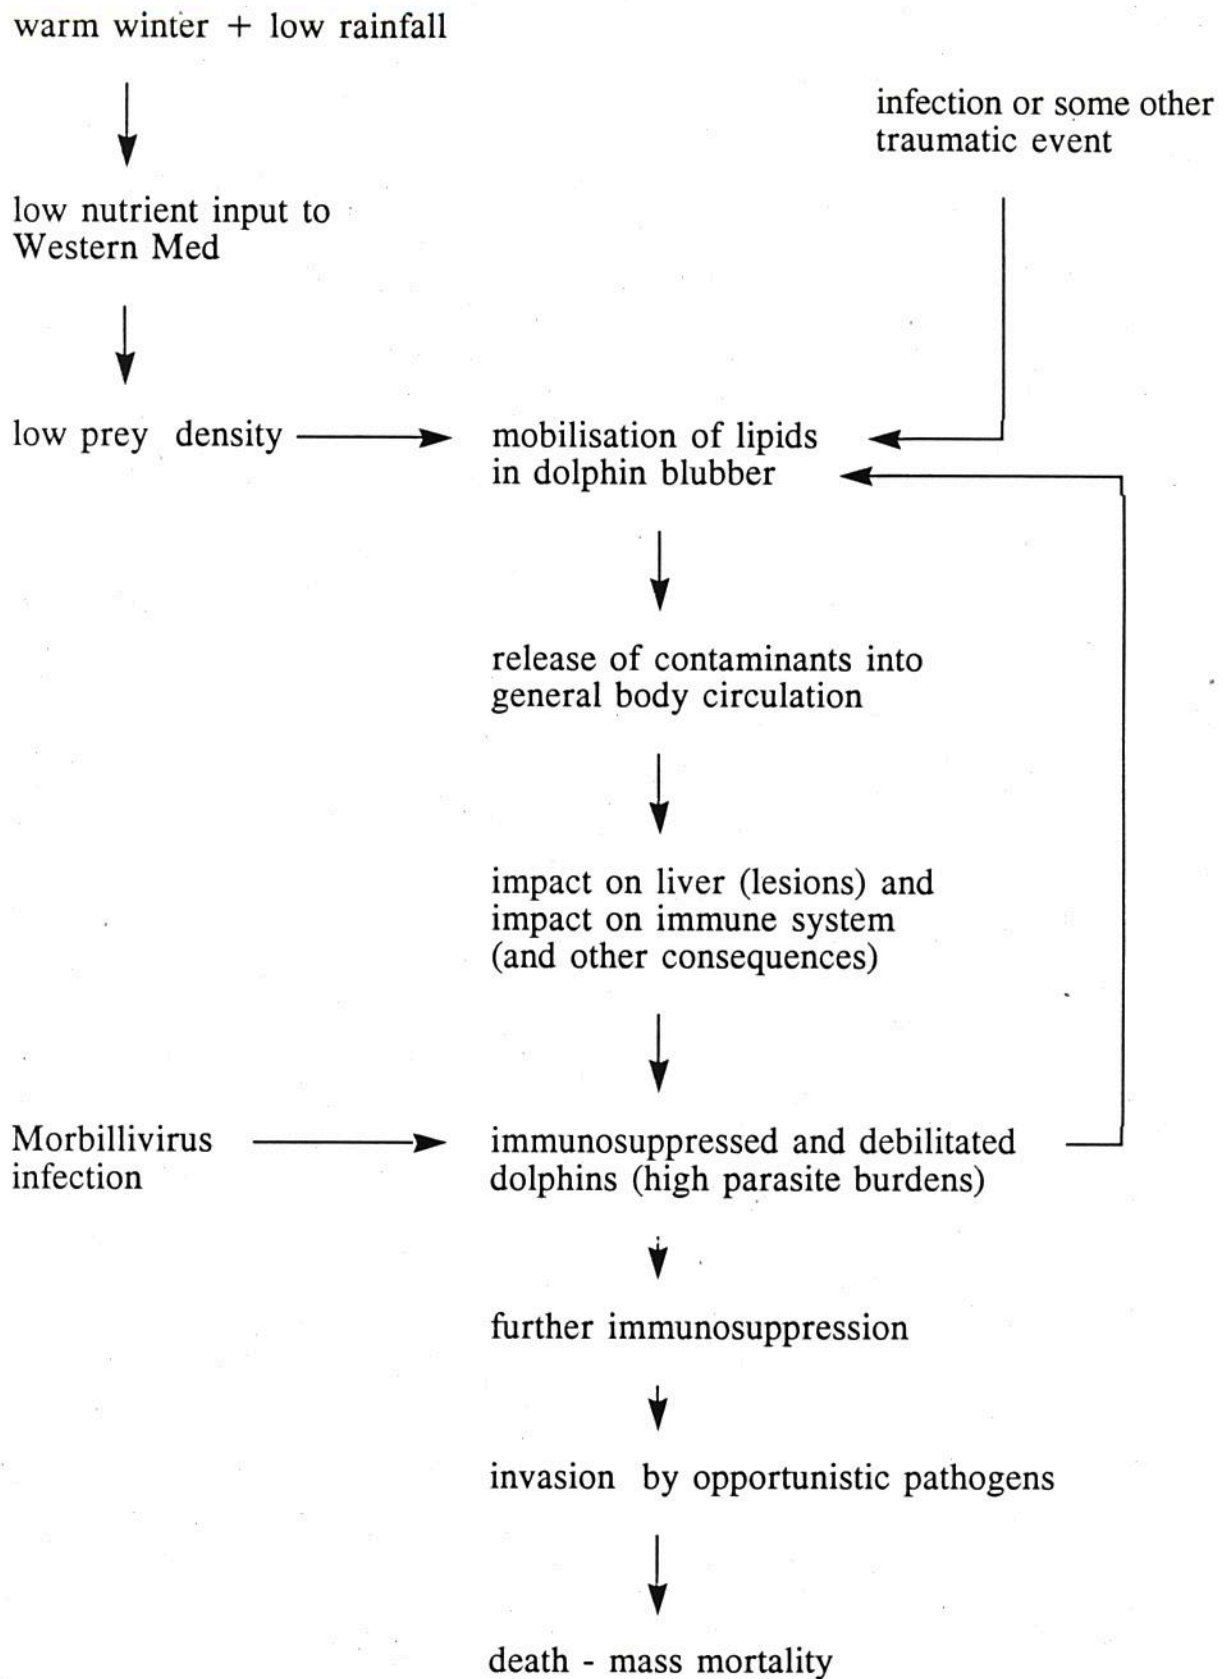 warm winter + low rainfall
infection or some other
traumatic event
low nutrient input to
Western Med
low prey density
mobilisation of lipids
in dolphin blubber
release of contaminants into
general body circulation
impact on liver (lesions) and
impact on immune system
(and other consequences)
Morbillivirus
infection
immunosuppressed and debilitated
dolphins (high parasite burdens)
further immunosuppression
invasion by opportunistic pathogens
death - mass mortality